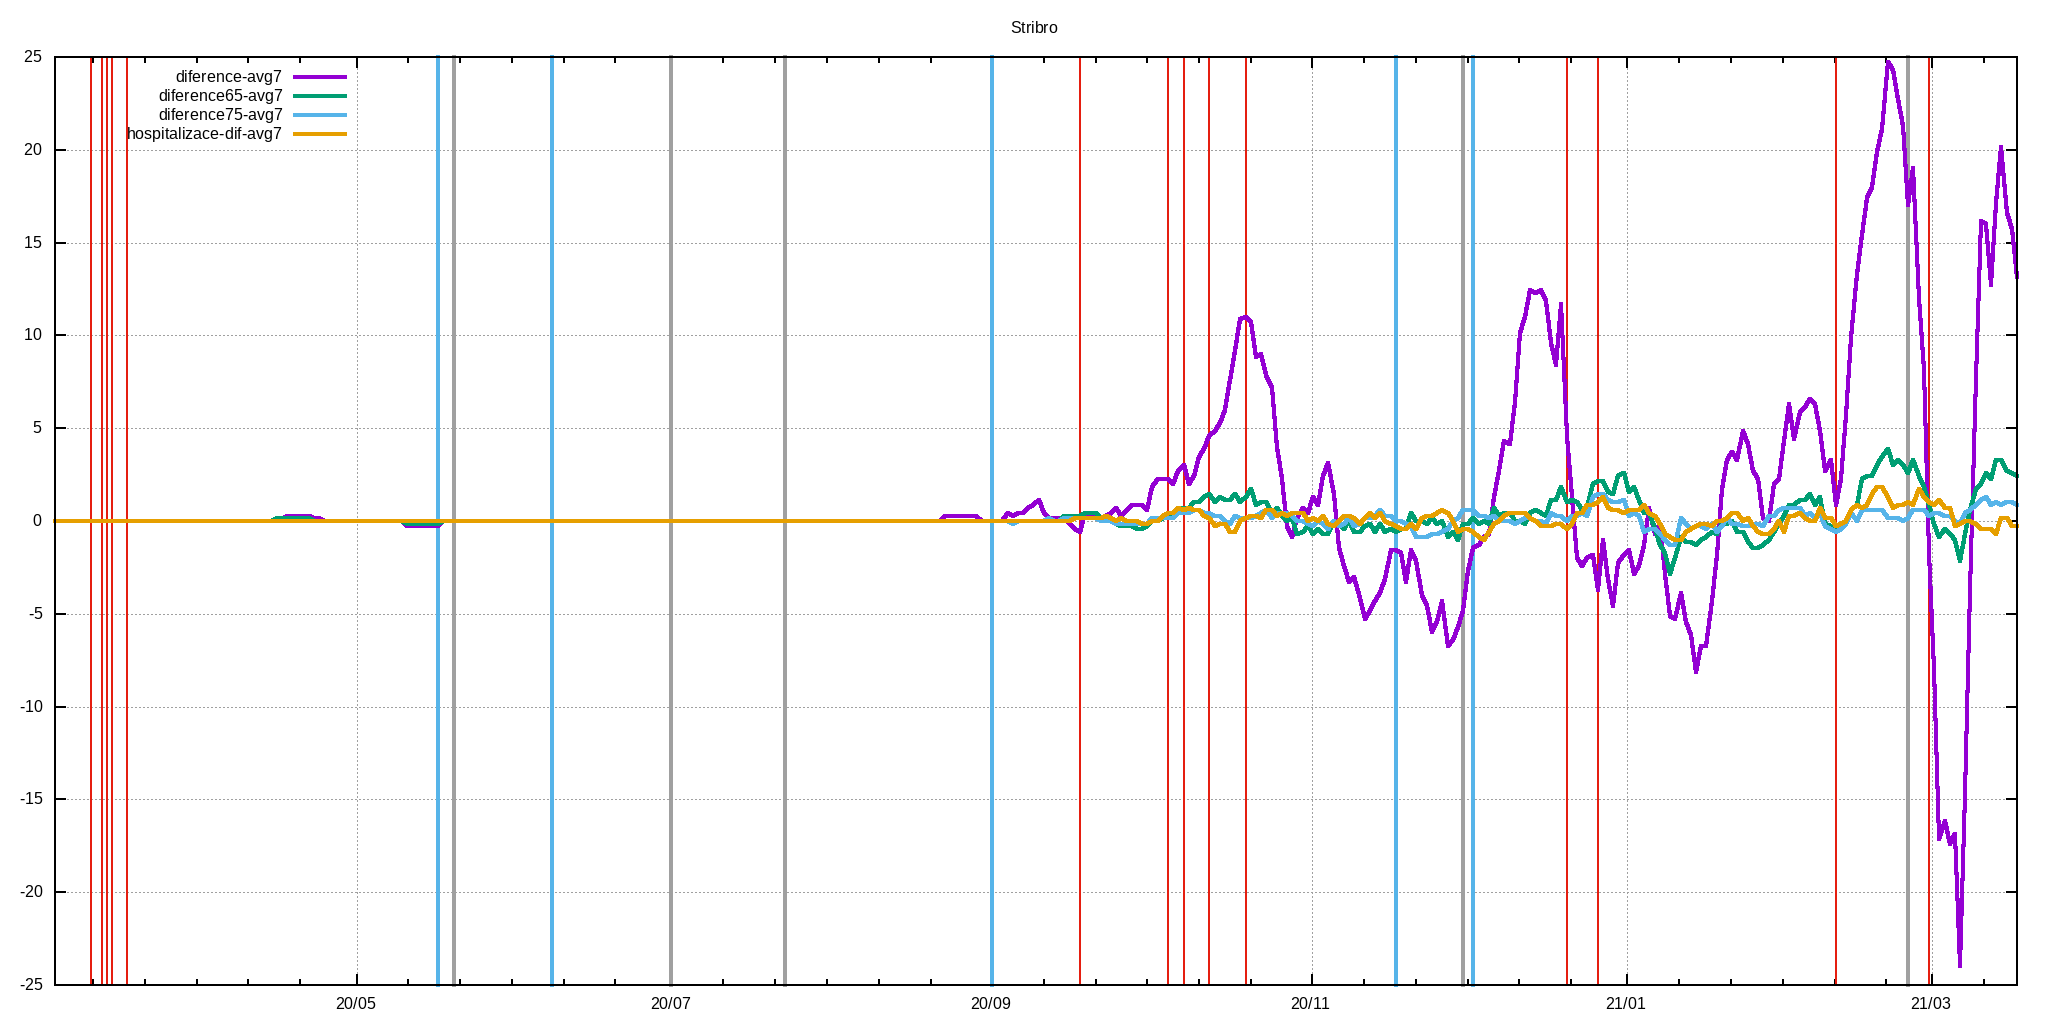 Stribro
25
diference-avg7
diference65-avg7
diference75-avg7
hospitalizace-dif-avg7
20
15
10
5
0
-5
-10
-15
-20
-25
20/05 20/07 20/09 20/11 21/01 21/03